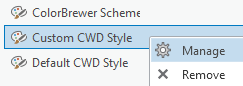 ColorBrewer Scheme
Custom CWD Style
Manage
Default CWD Style
Remove